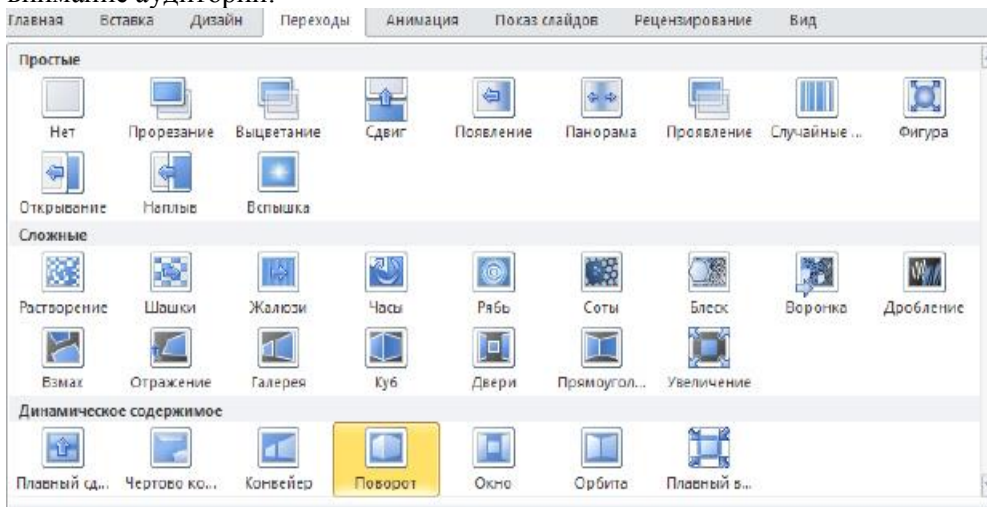 внимание аудитории.
Главная Вставка Дизайн Переходы Анимация Показ слайдов Рецензирование Вид
Простые
Нет Прорезание Выцветание Сдвиг Появление Панорама Проявление Случайные ... Фигура
Открывание Наплыв Вспышка
Сложные
Растворение Шашки Жалюзи Часы Рябь Соты Блеск Воронка Дробление
Взмах Отражение Галерея Куб Двери Прямоугол... Увеличение
Динамическое содержимое
Плавный сд... Чертово ко... Конвейер Поворот Окно Орбита Плавный в...